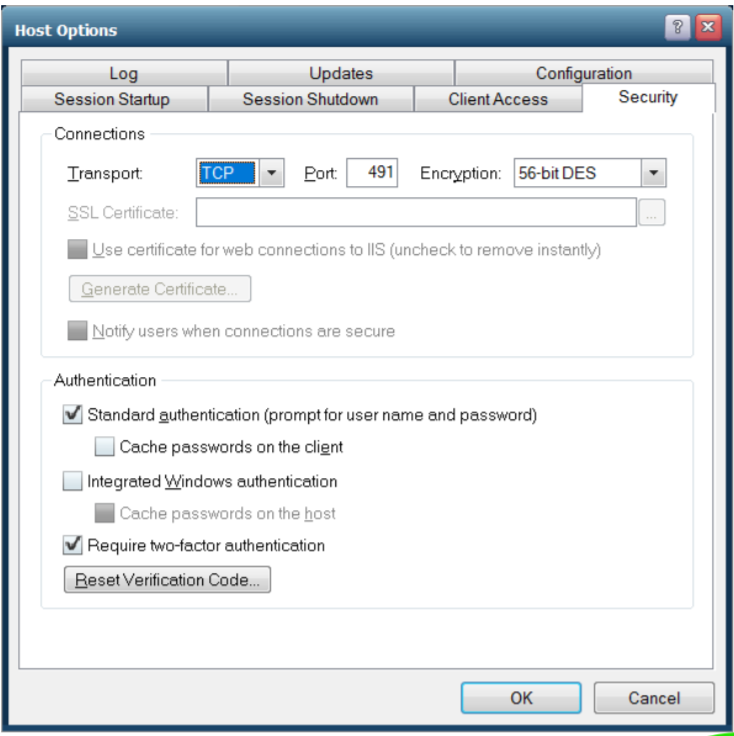 Host Options
Log Updates Configuration
Session Startup Session Shutdown Client Access Security
Connections
Transport: TCP Port: 491 Encryption: 56-bit DES
SSL Certificate: ...
Use certificate for web connections to IIS (uncheck to remove instantly)
Generate Certificate...
Notify users when connections are secure
Authentication
Standard authentication (prompt for user name and password)
Cache passwords on the client
Integrated Windows authentication
Cache passwords on the host
Require two-factor authentication
Reset Verification Code...
OK Cancel